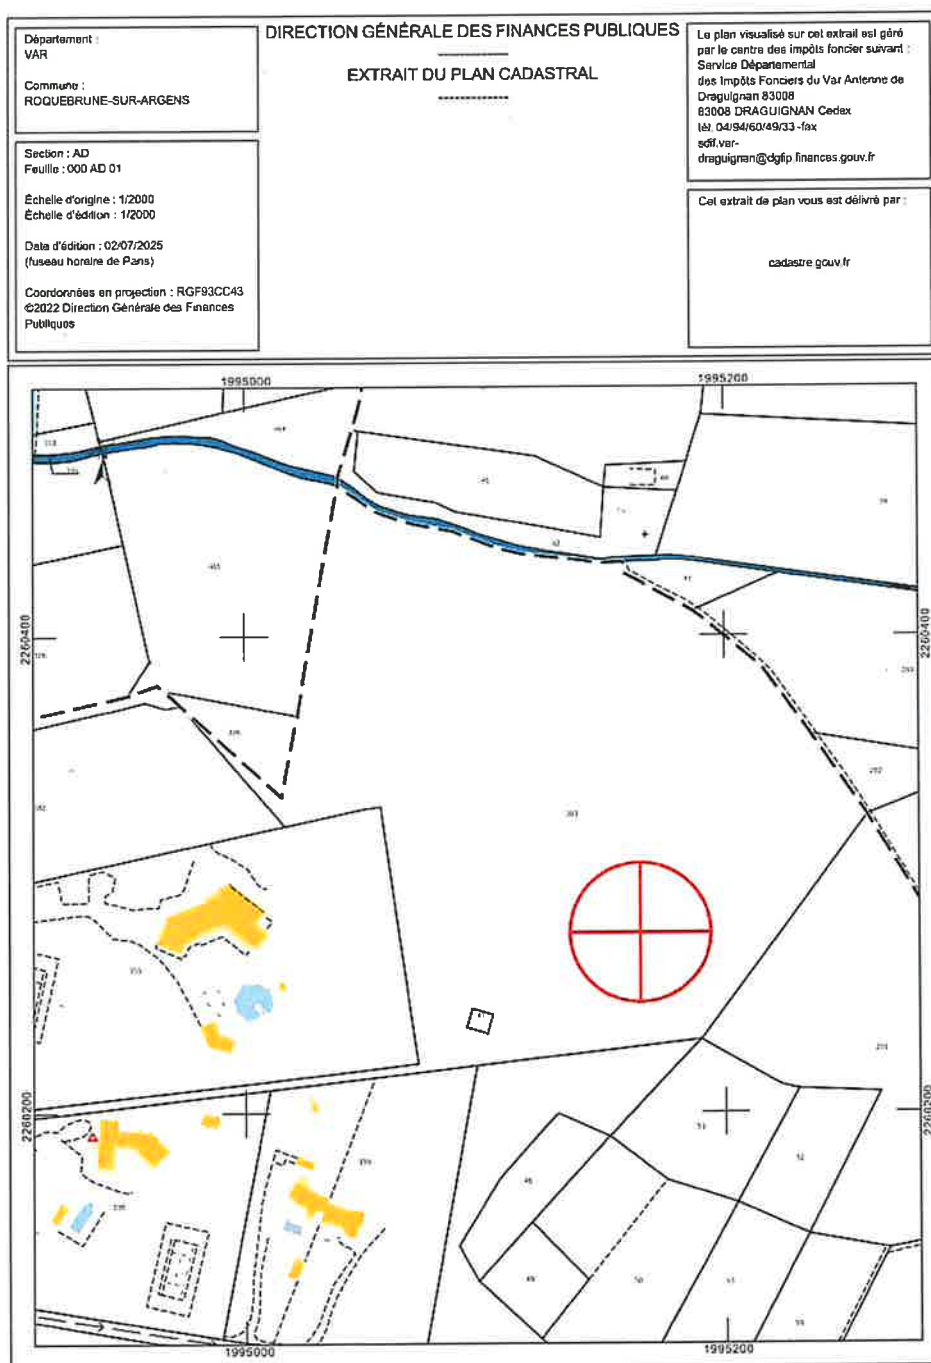 Département :
VAR
Commune :
ROQUEBRUNE-SUR-ARGENS
Section : AD
Feuille : 000 AD 01
Échelle d'origine : 1/2000
Échelle d'édition : 1/2000
Date d'édition : 02/07/2025
(fuseau horaire de Paris)
Coordonnées en projection : RGF93CC43
©2022 Direction Générale des Finances
Publiques
DIRECTION GÉNÉRALE DES FINANCES PUBLIQUES
EXTRAIT DU PLAN CADASTRAL
Le plan visualisé sur cet extrait est géré
par le centre des impôts foncier suivant :
Service Départemental
des Impôts Fonciers du Var Antenne de
Draguignan 83008
83008 DRAGUIGNAN Cedex
tél. 04/94/60/49/33 -fax
sdif.var-
draguignan@dgfip.finances.gouv.fr
Cet extrait de plan vous est délivré par :
cadastre.gouv.fr
1995000
1995200
2260400
2260400
292
51
52
50
53
2260200
2260200
1995000
1995200